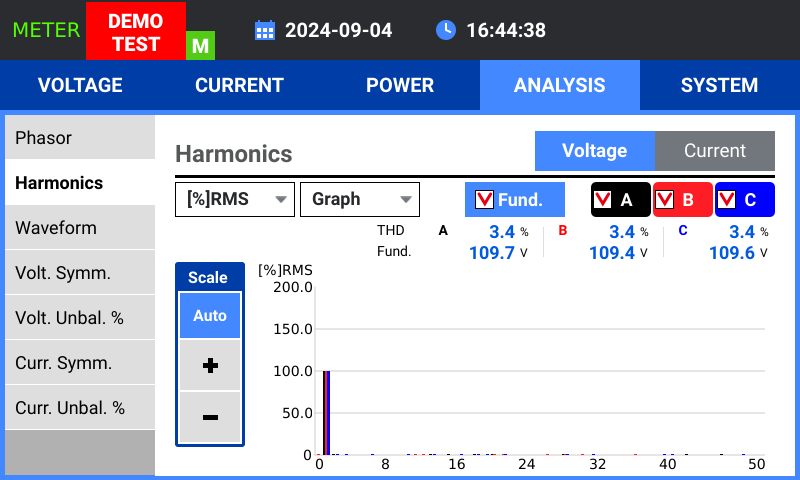 METER
DEMO
TEST
M
2024-09-04
16:44:38
VOLTAGE CURRENT POWER ANALYSIS SYSTEM
Phasor
Harmonics
Waveform
Volt. Symm.
Volt. Unbal. %
Curr. Symm.
Curr. Unbal. %
Harmonics
Voltage Current
[%]RMS Graph Fund. A B C
THD A 3.4 % B 3.4 % C 3.4 %
Fund. 109.7 V 109.4 V 109.6 V
Scale
Auto
+
−
[%]RMS
200.0
150.0
100.0
50.0
0
0 8 16 24 32 40 50